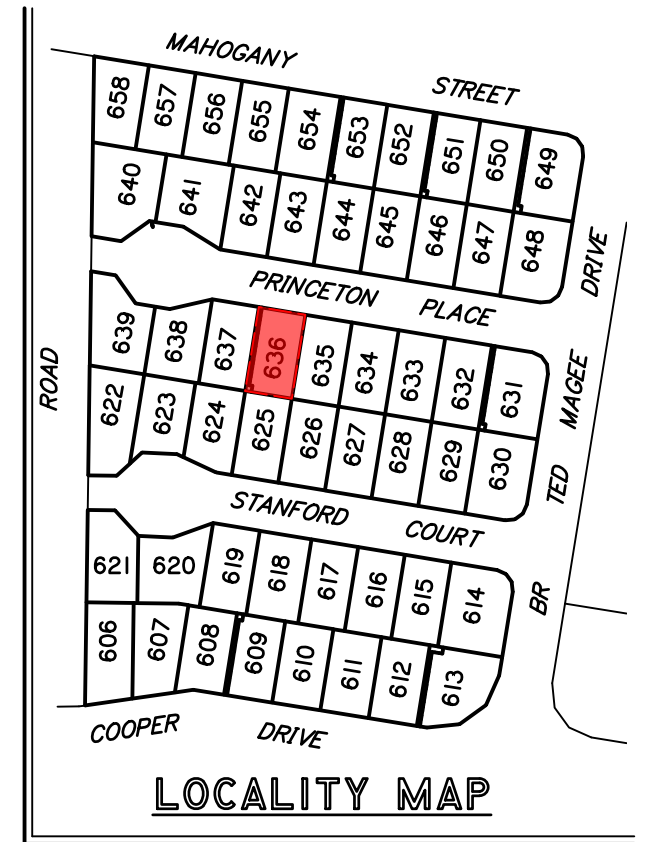 MAHOGANY STREET
658 657 656 655 654 653 652 651 650 649
640 641 642 643 644 645 646 647 648
DRIVE
PRINCETON PLACE
639 638 637 636 635 634 633 632 631
ROAD
MAGEE
622 623 624 625 626 627 628 629 630
TED
STANFORD COURT
621 620 619 618 617 616 615 614
BR
606 607 608 609 610 611 612 613
COOPER DRIVE
LOCALITY MAP